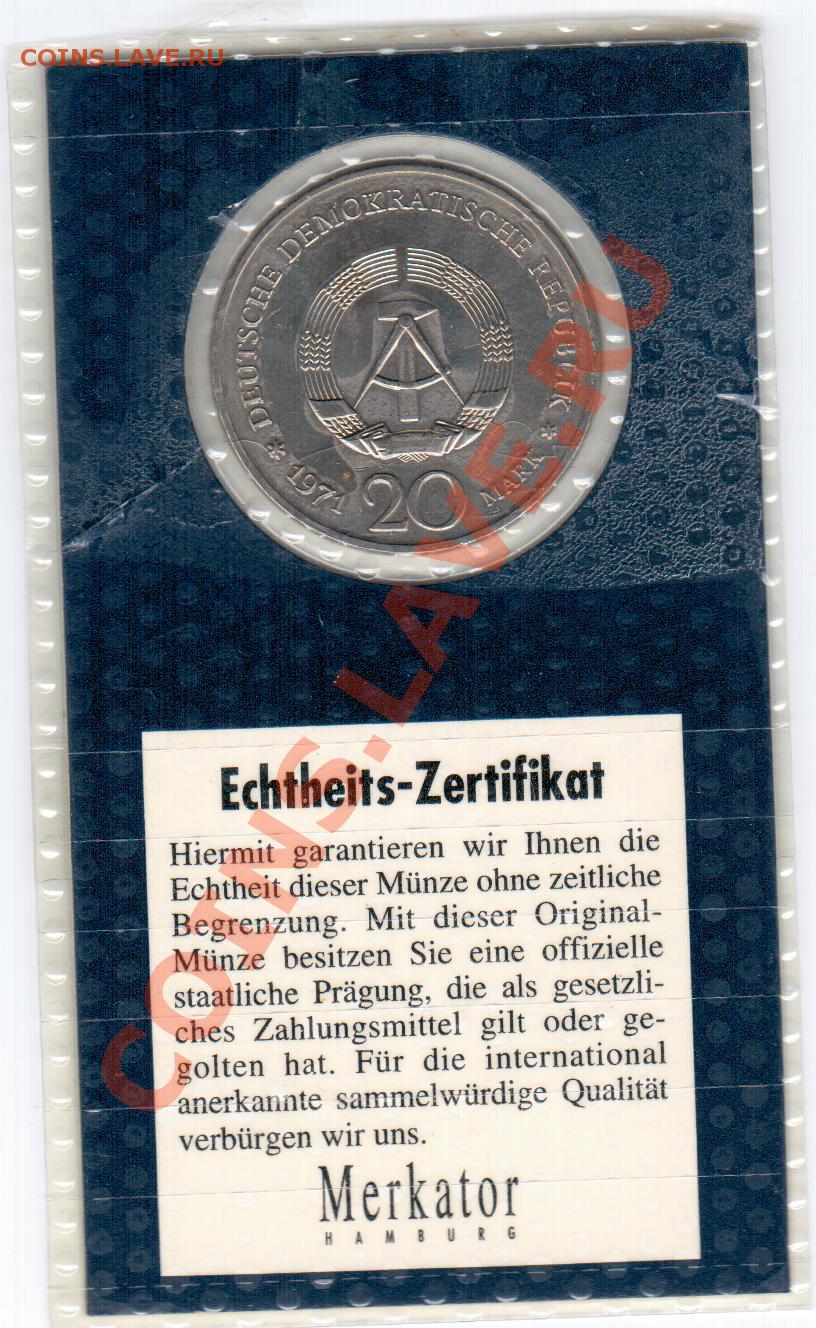 COINS.LAVE.RU
DEUTSCHE DEMOKRATISCHE REPUBLIK
* 1971 20 MARK *
COINS.LAVE.RU
Echtheits-Zertifikat
Hiermit garantieren wir Ihnen die
Echtheit dieser Münze ohne zeitliche
Begrenzung. Mit dieser Original-
Münze besitzen Sie eine offizielle
staatliche Prägung, die als gesetzli-
ches Zahlungsmittel gilt oder ge-
golten hat. Für die international
anerkannte sammelwürdige Qualität
verbürgen wir uns.
Merkator
HAMBURG